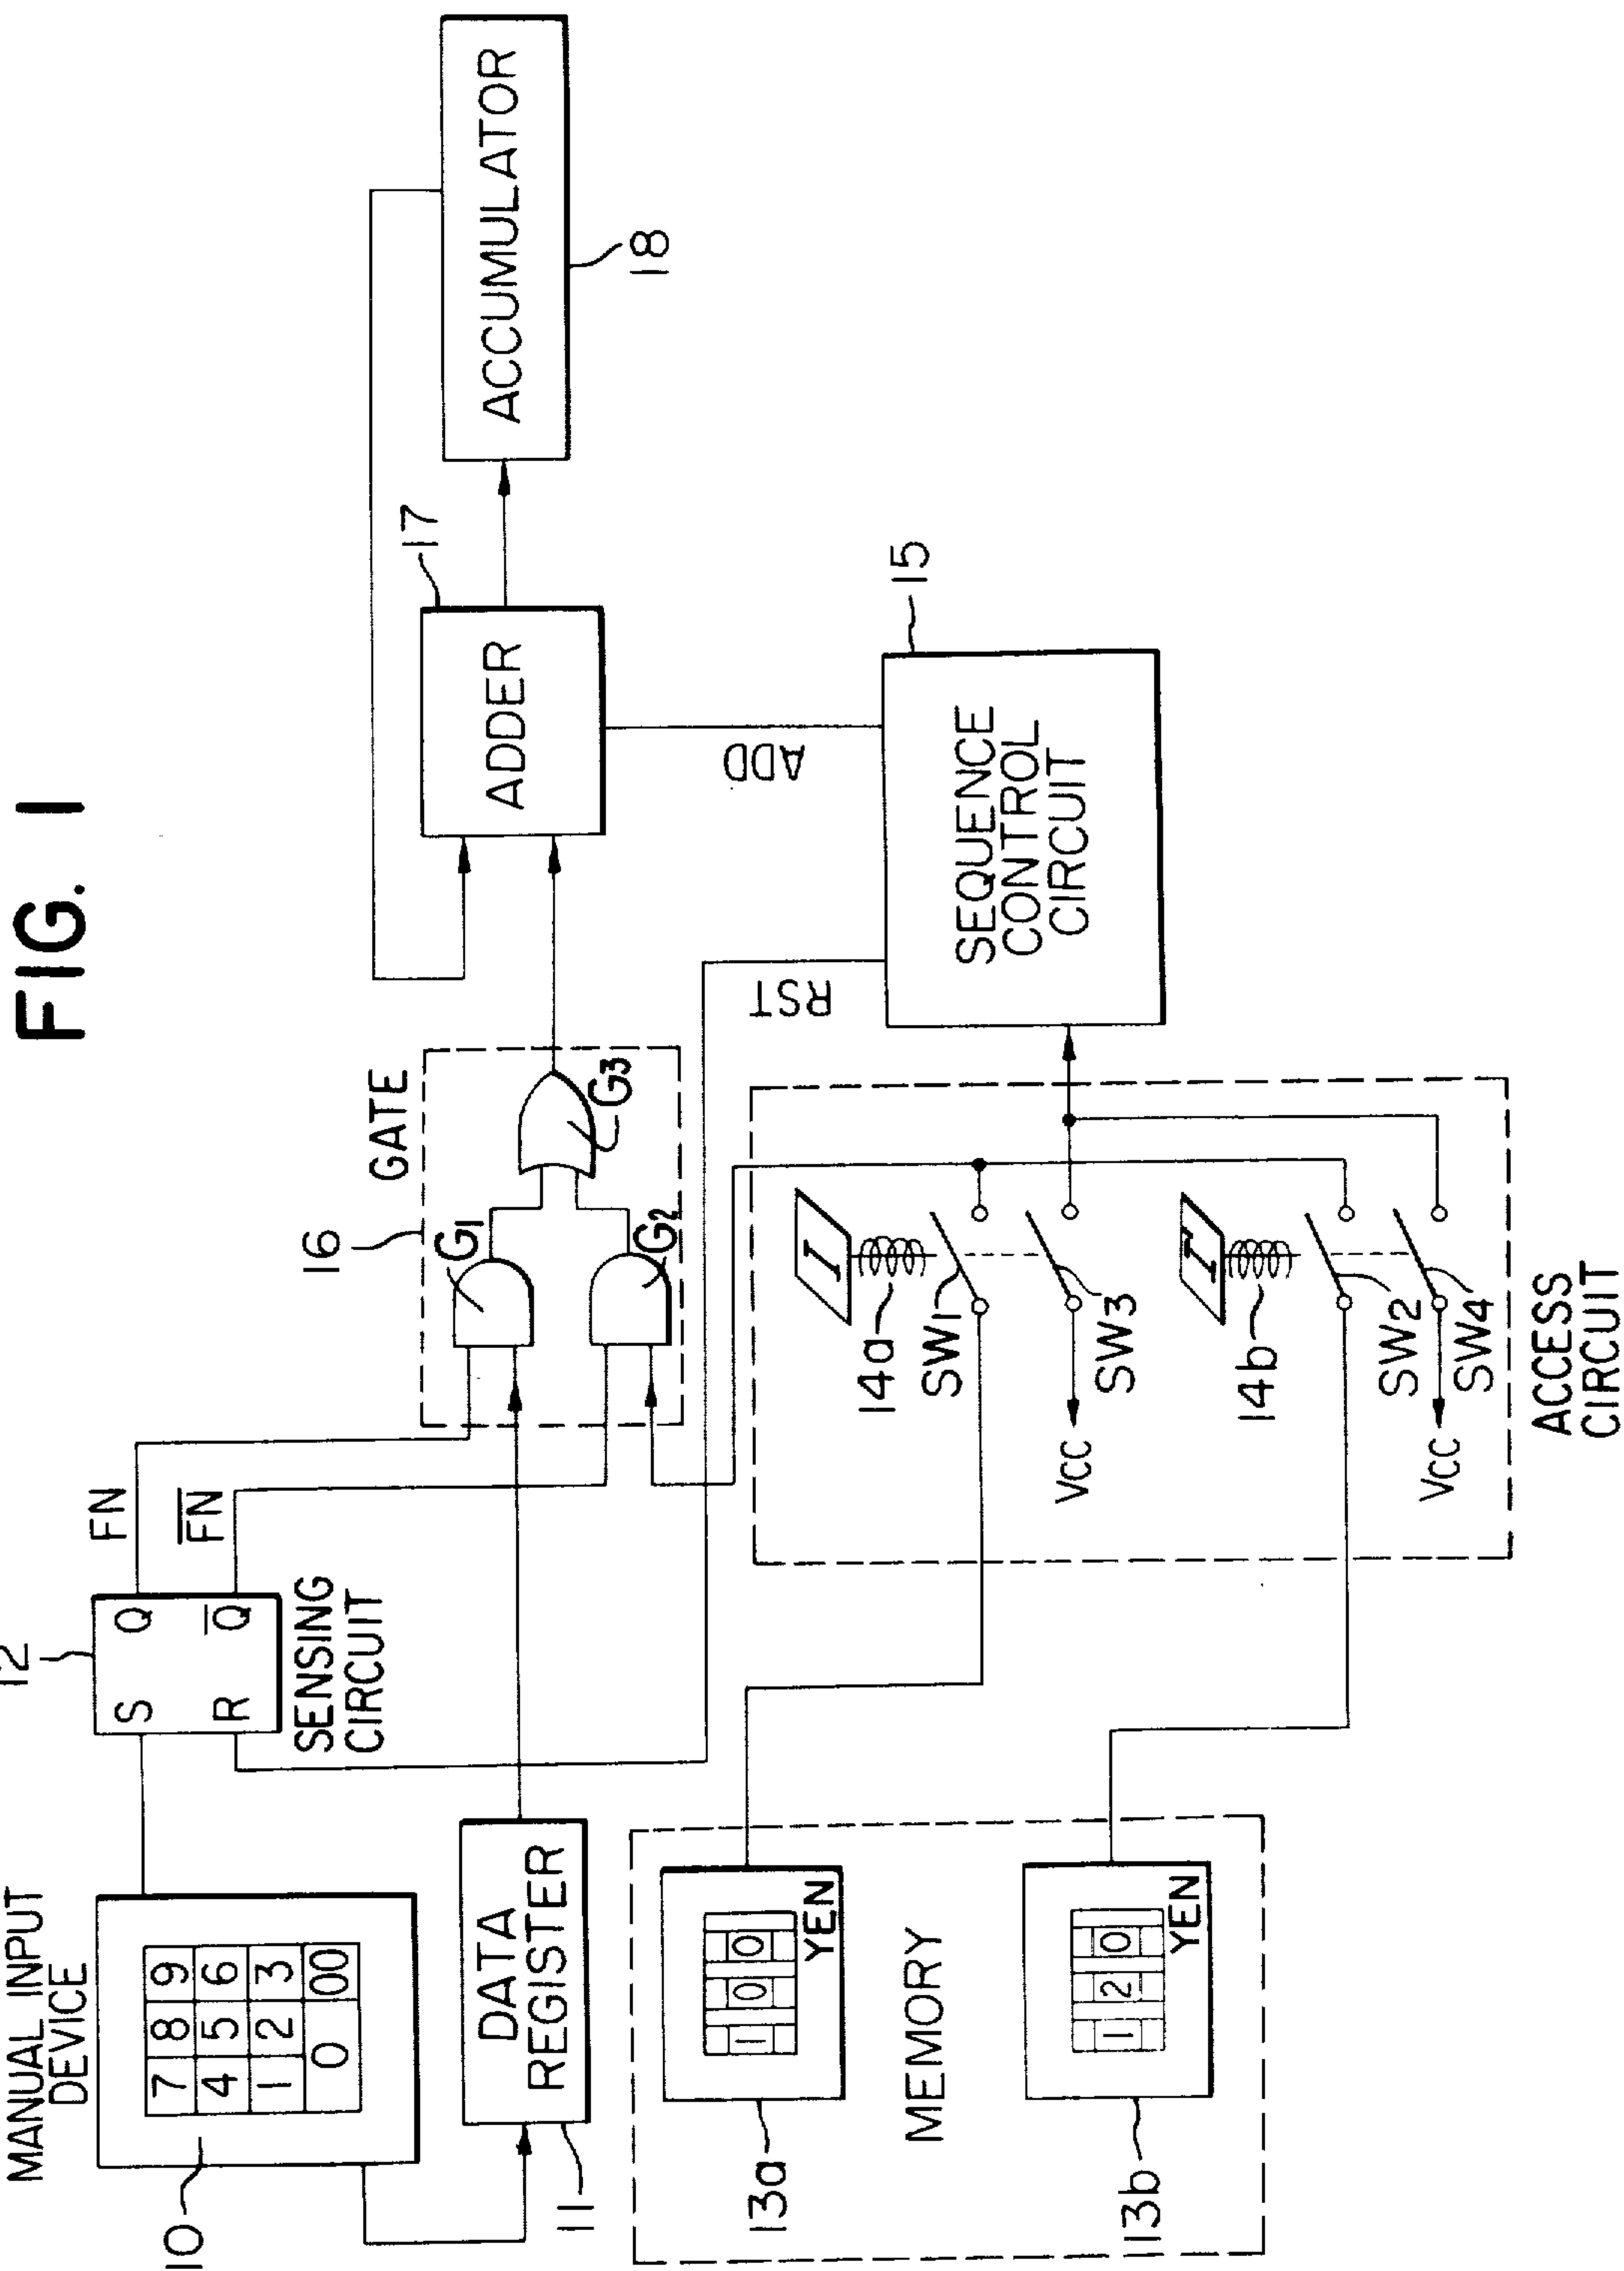 FIG. 1
MANUAL INPUT
DEVICE
7 8 9
4 5 6
1 2 3
0 00
10
12
S Q
R Q̅
SENSING
CIRCUIT
FN
F̅N̅
DATA
REGISTER
11
16
GATE
G1
G2
G3
17
ADDER
ACCUMULATOR
18
ADD
RST
15
SEQUENCE
CONTROL
CIRCUIT
1 0 0
YEN
13a
MEMORY
1 2 0
YEN
13b
I
14a
SW1
SW3
VCC
14b
SW2
SW4
VCC
ACCESS
CIRCUIT